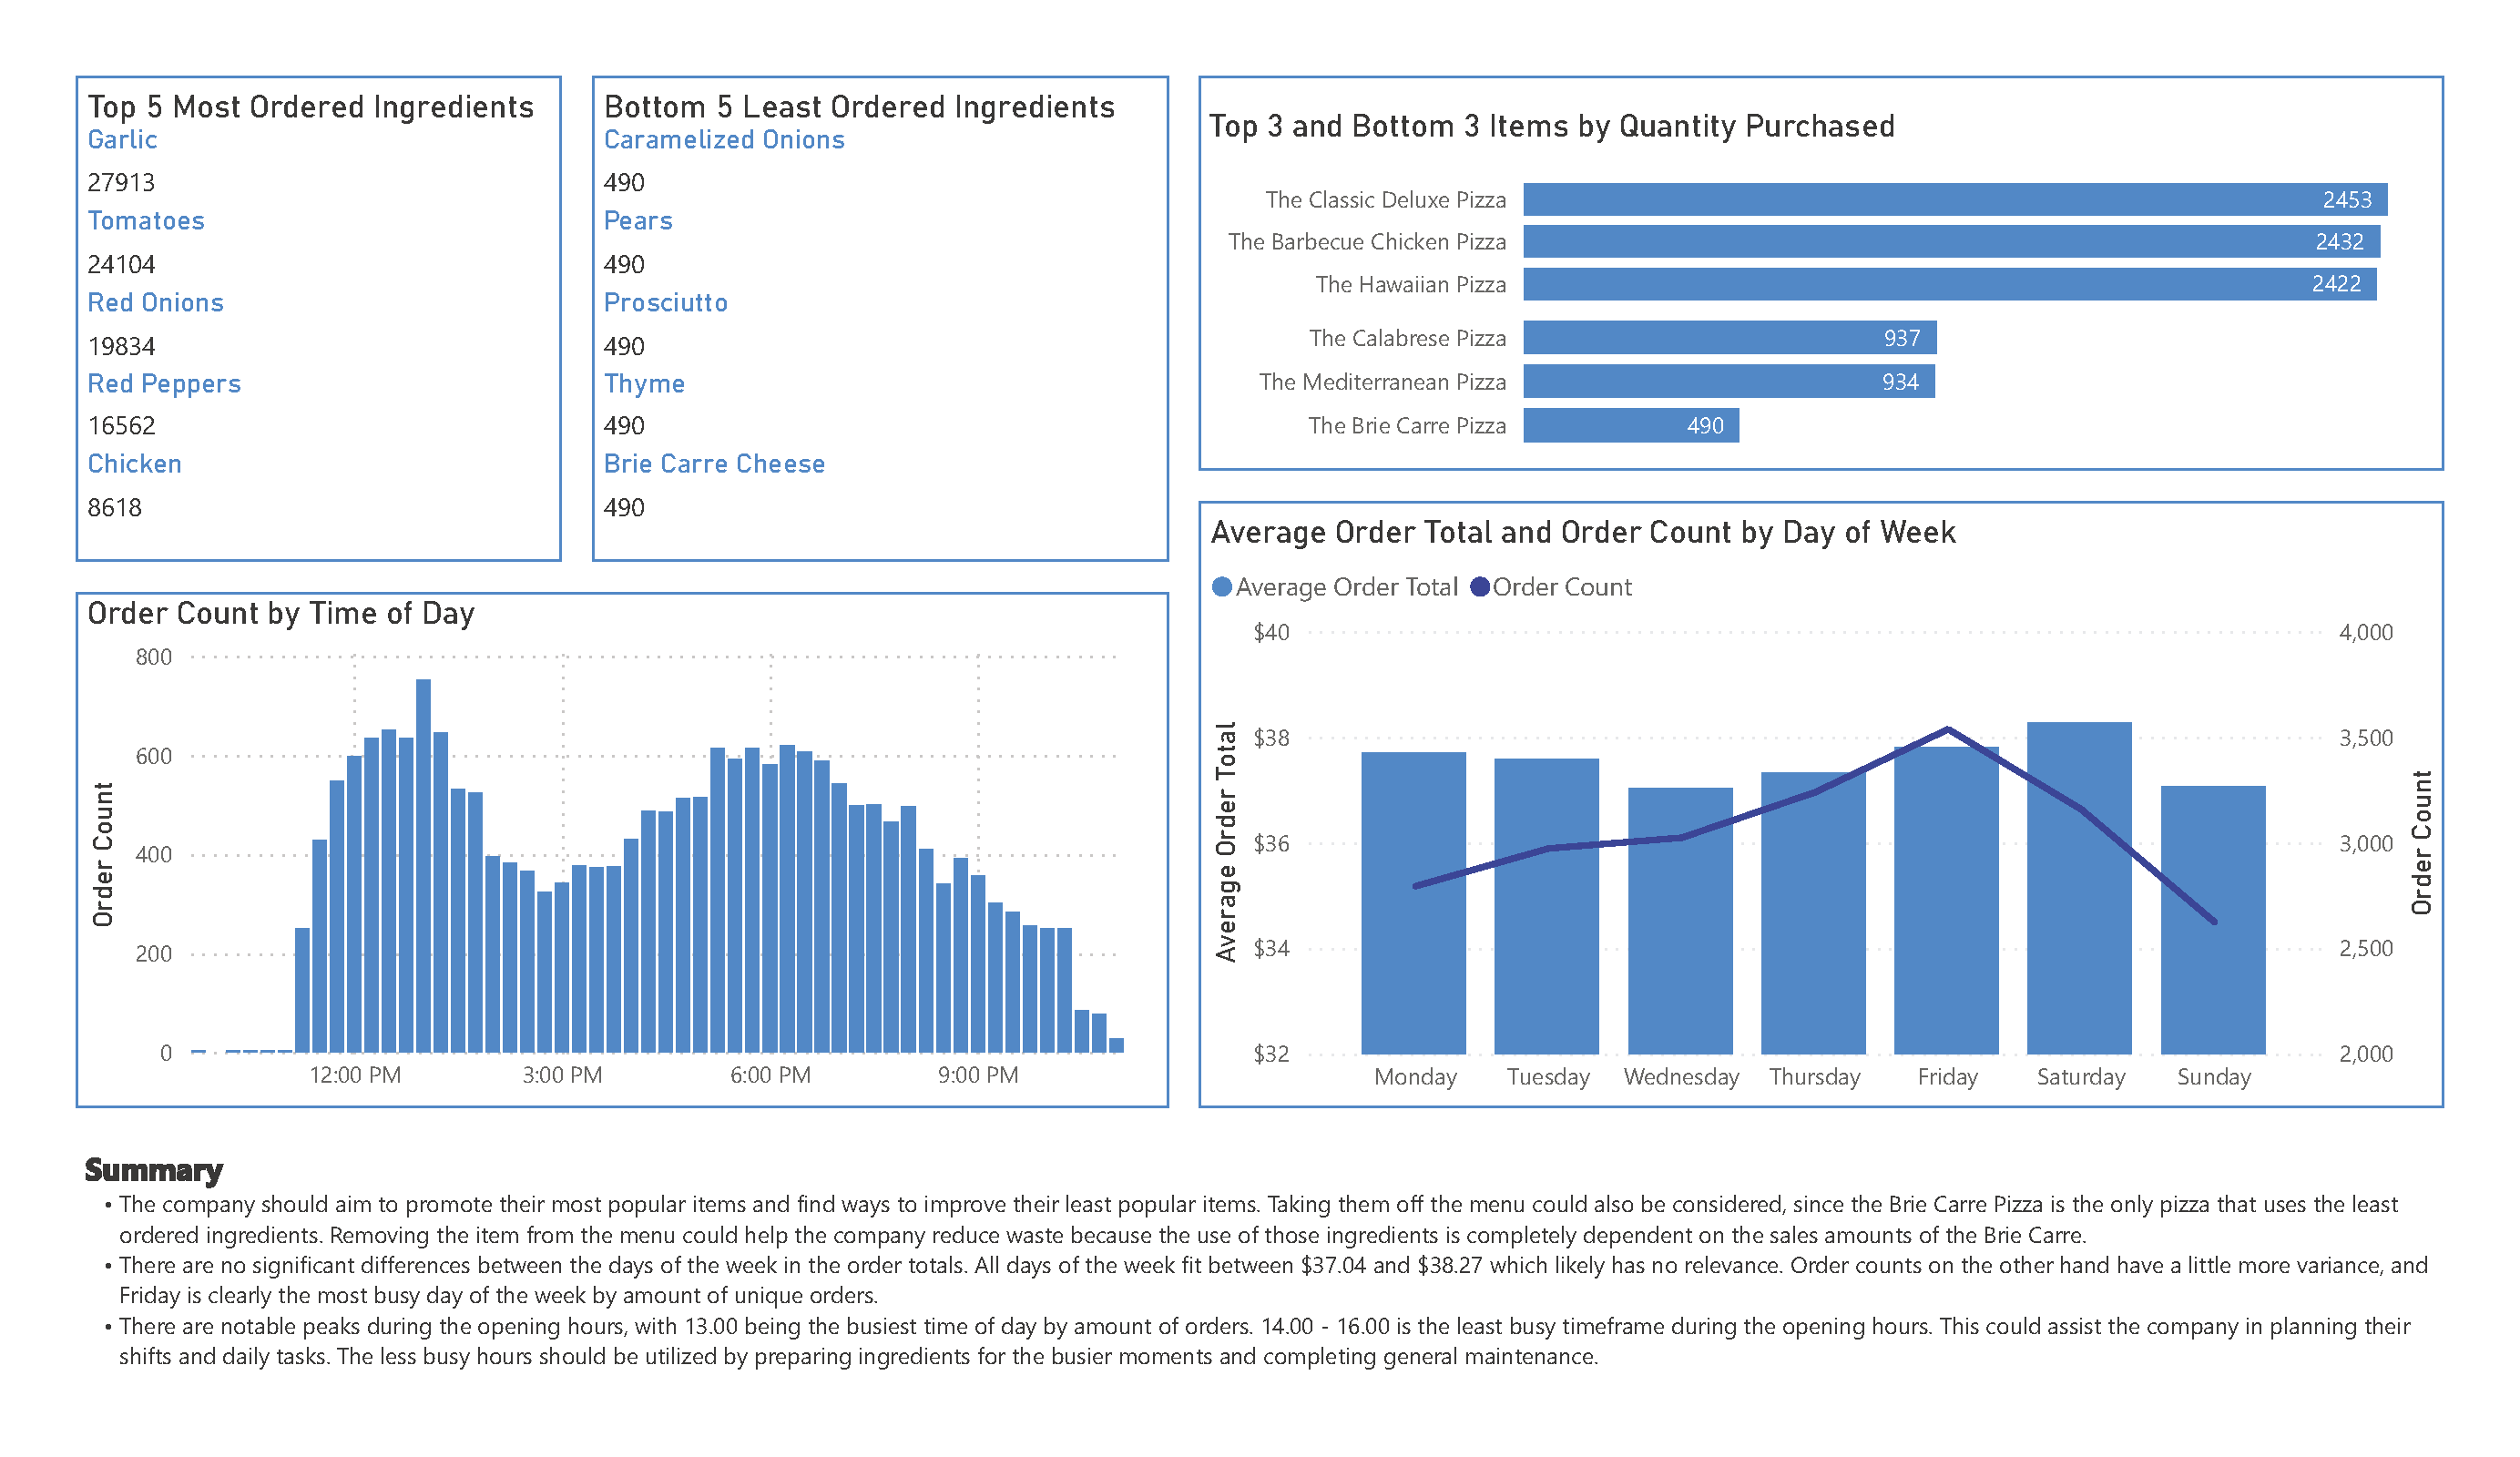 Top 5 Most Ordered Ingredients
Garlic
27913
Tomatoes
24104
Red Onions
19834
Red Peppers
16562
Chicken
8618
Bottom 5 Least Ordered Ingredients
Caramelized Onions
490
Pears
490
Prosciutto
490
Thyme
490
Brie Carre Cheese
490
Top 3 and Bottom 3 Items by Quantity Purchased
The Classic Deluxe Pizza 2453
The Barbecue Chicken Pizza 2432
The Hawaiian Pizza 2422
The Calabrese Pizza 937
The Mediterranean Pizza 934
The Brie Carre Pizza 490
Order Count by Time of Day
Order Count
800
600
400
200
0
12:00 PM 3:00 PM 6:00 PM 9:00 PM
Average Order Total and Order Count by Day of Week
Average Order Total Order Count
Average Order Total
$40
$38
$36
$34
$32
4,000
3,500
3,000
2,500
2,000
Order Count
Monday Tuesday Wednesday Thursday Friday Saturday Sunday
Summary
• The company should aim to promote their most popular items and find ways to improve their least popular items. Taking them off the menu could also be considered, since the Brie Carre Pizza is the only pizza that uses the least
ordered ingredients. Removing the item from the menu could help the company reduce waste because the use of those ingredients is completely dependent on the sales amounts of the Brie Carre.
• There are no significant differences between the days of the week in the order totals. All days of the week fit between $37.04 and $38.27 which likely has no relevance. Order counts on the other hand have a little more variance, and
Friday is clearly the most busy day of the week by amount of unique orders.
• There are notable peaks during the opening hours, with 13.00 being the busiest time of day by amount of orders. 14.00 - 16.00 is the least busy timeframe during the opening hours. This could assist the company in planning their
shifts and daily tasks. The less busy hours should be utilized by preparing ingredients for the busier moments and completing general maintenance.